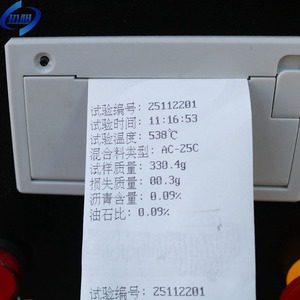 试验编号: 25112201
试验时间: 11:16:53
试验温度: 538℃
混合料类型: AC-25C
试样质量: 330.4g
损失质量: 00.3g
沥青含量: 0.09%
油石比: 0.09%
试验编号: 25112201